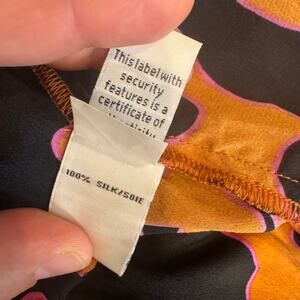 This label with
security
features is a
certificate of
100% SILK/SOIE